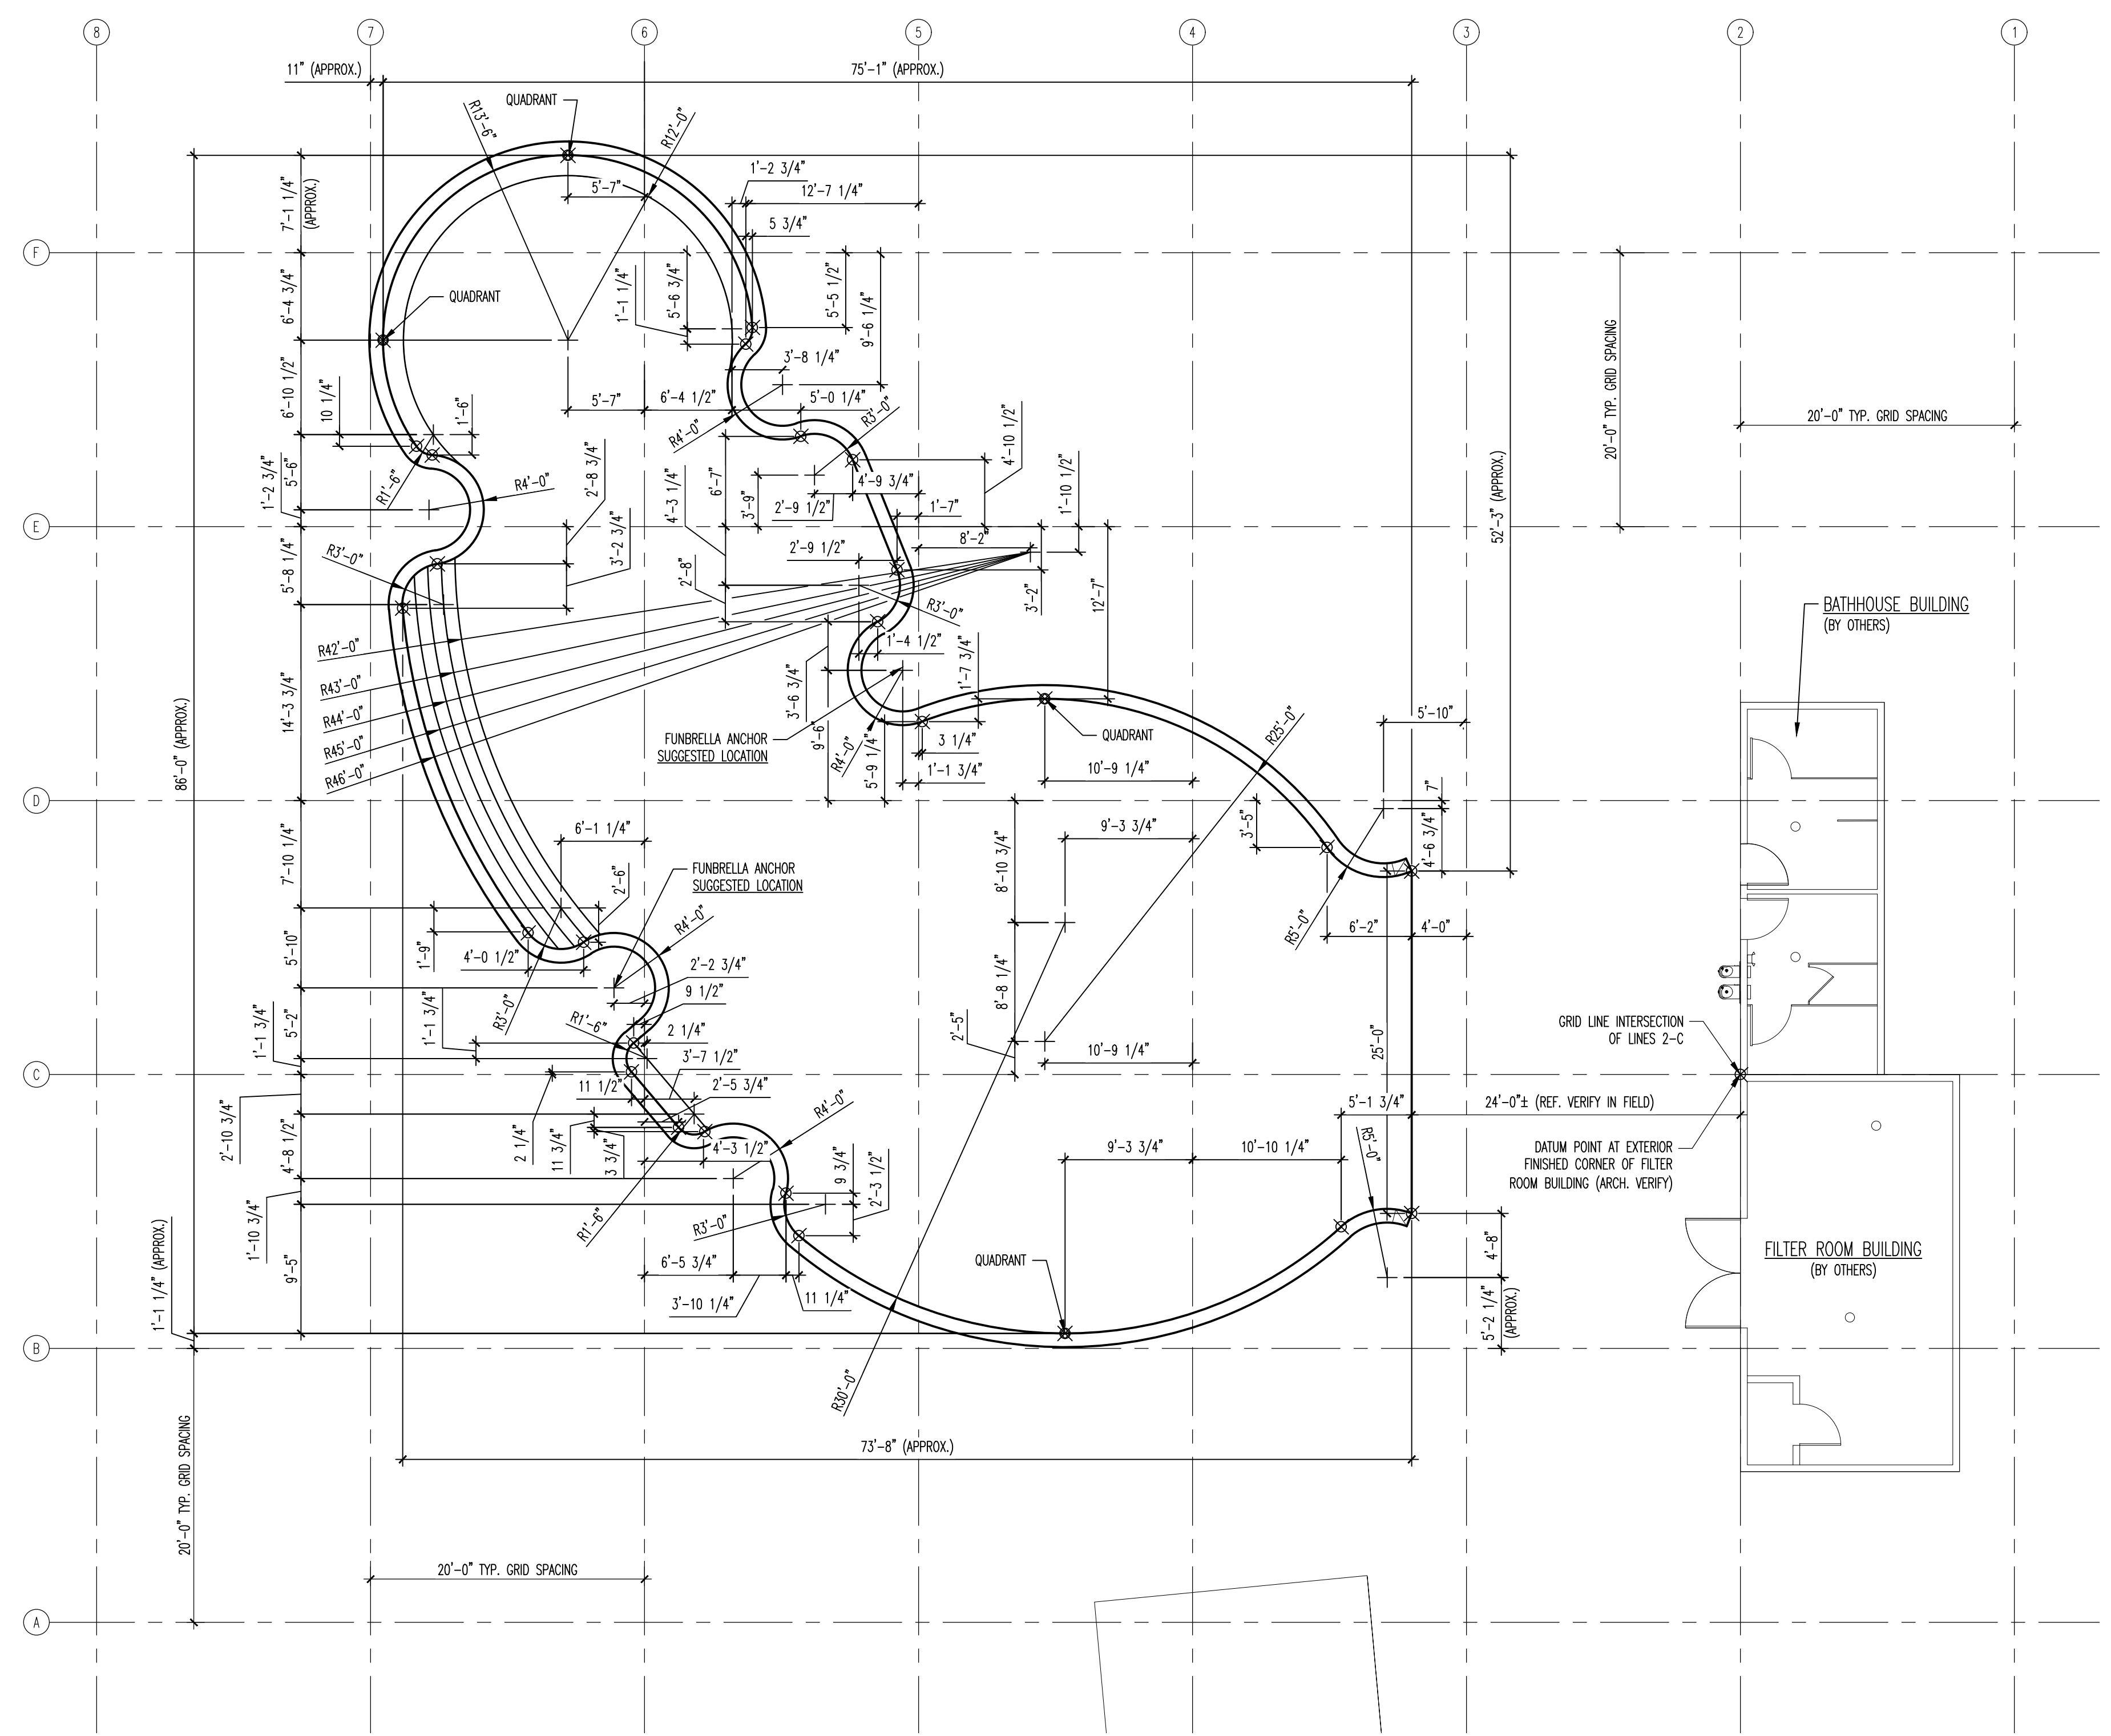 8
7
6
5
4
3
2
1
11" (APPROX.)
75'-1" (APPROX.)
QUADRANT
R13'-6"
R12'-0"
1'-2 3/4"
5'-7"
12'-7 1/4"
7'-1 1/4"
(APPROX.)
5 3/4"
F
6'-4 3/4"
QUADRANT
1'-1 1/4"
5'-6 3/4"
5'-5 1/2"
9'-6 1/4"
20'-0" TYP. GRID SPACING
3'-8 1/4"
6'-10 1/2"
10 1/4"
1'-6"
5'-7"
6'-4 1/2"
5'-0 1/4"
R3'-0"
R4'-0"
4'-10 1/2"
20'-0" TYP. GRID SPACING
1'-2 3/4"
5'-6"
R1'-6"
R4'-0"
2'-8 3/4"
4'-3 1/4"
6'-7"
3'-9"
4'-9 3/4"
2'-9 1/2"
1'-7"
1'-10 1/2"
52'-3" (APPROX.)
E
5'-8 1/4"
R3'-0"
3'-2 3/4"
2'-8"
2'-9 1/2"
8'-2"
3'-2"
12'-7"
R3'-0"
BATHHOUSE BUILDING
(BY OTHERS)
1'-4 1/2"
R42'-0"
R43'-0"
R44'-0"
R45'-0"
R46'-0"
14'-3 3/4"
3'-6 3/4"
1'-7 3/4"
86'-0" (APPROX.)
5'-10"
R25'-0"
FUNBRELLA ANCHOR
SUGGESTED LOCATION
9'-6"
R4'-0"
5'-9 1/4"
3 1/4"
1'-1 3/4"
QUADRANT
10'-9 1/4"
D
7"
7'-10 1/4"
6'-1 1/4"
9'-3 3/4"
3'-5"
4'-6 3/4"
FUNBRELLA ANCHOR
SUGGESTED LOCATION
2'-6"
8'-10 3/4"
R4'-0"
R5'-0"
6'-2"
4'-0"
5'-10"
1'-9"
4'-0 1/2"
2'-2 3/4"
9 1/2"
8'-8 1/4"
R3'-0"
R1'-6"
2 1/4"
1'-1 3/4"
5'-2"
1'-1 3/4"
3'-7 1/2"
2'-5"
10'-9 1/4"
25'-0"
GRID LINE INTERSECTION
OF LINES 2-C
C
11 1/2"
2'-5 3/4"
R4'-0"
5'-1 3/4"
24'-0"± (REF. VERIFY IN FIELD)
2'-10 3/4"
4'-8 1/2"
2 1/4"
11 3/4"
3 3/4"
4'-3 1/2"
9 3/4"
2'-3 1/2"
9'-3 3/4"
10'-10 1/4"
R5'-0"
DATUM POINT AT EXTERIOR
FINISHED CORNER OF FILTER
ROOM BUILDING (ARCH. VERIFY)
1'-10 3/4"
R1'-6"
R3'-0"
1'-1 1/4" (APPROX.)
9'-5"
6'-5 3/4"
3'-10 1/4"
11 1/4"
QUADRANT
4'-8"
5'-2 1/4"
(APPROX.)
FILTER ROOM BUILDING
(BY OTHERS)
B
R30'-0"
73'-8" (APPROX.)
20'-0" TYP. GRID SPACING
20'-0" TYP. GRID SPACING
A